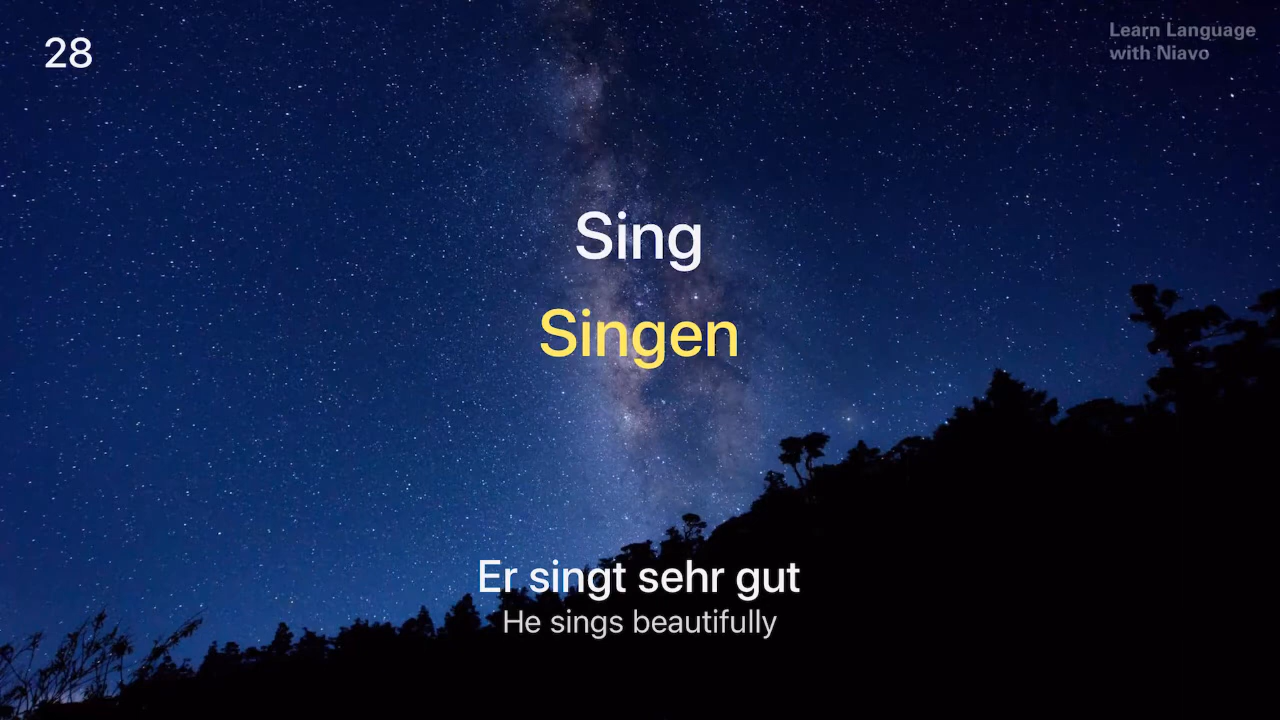 28
Learn Language
with Niavo
Sing
Singen
Er singt sehr gut
He sings beautifully